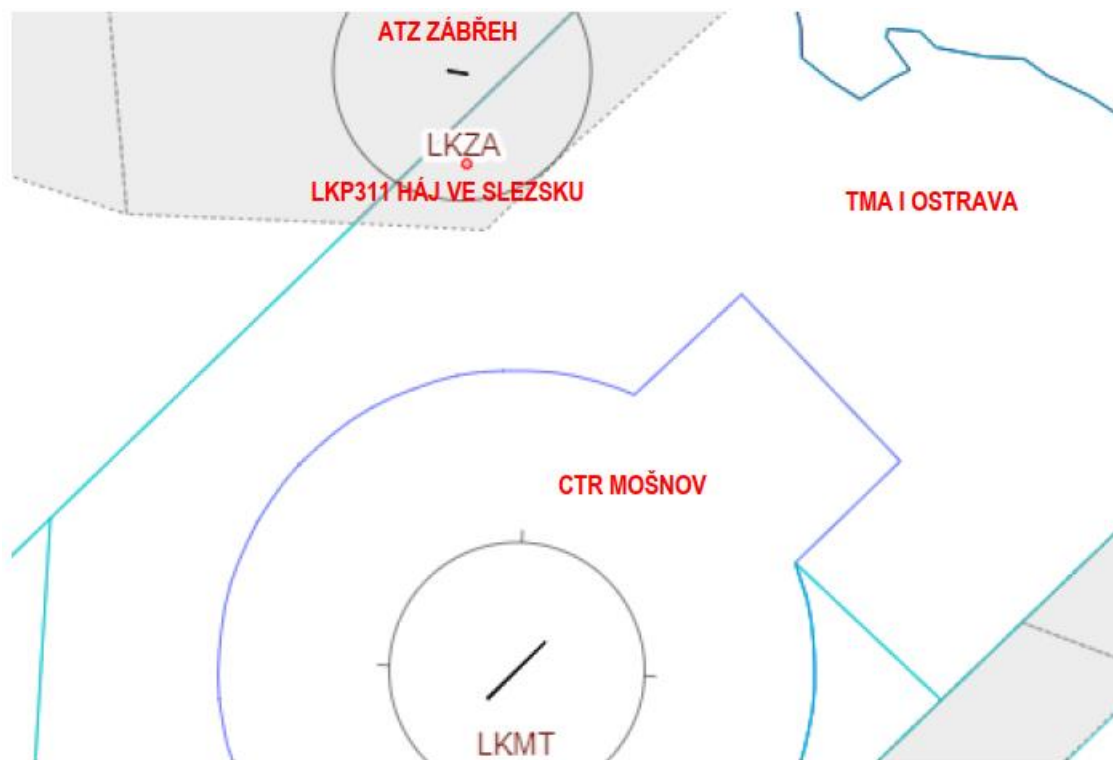 ATZ ZÁBŘEH
LKZA
LKP311 HÁJ VE SLEZSKU
TMA I OSTRAVA
CTR MOŠNOV
LKMT